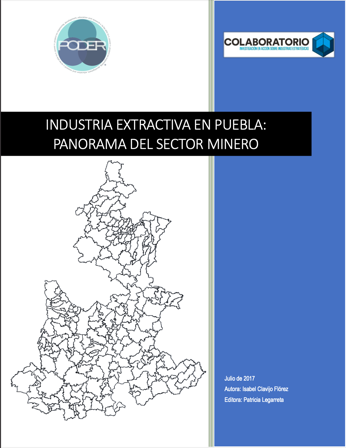 PODER
COLABORATORIO
INDUSTRIA EXTRACTIVA EN PUEBLA:
PANORAMA DEL SECTOR MINERO
Julio de 2017
Autora: Isabel Clavijo Flórez
Editora: Patricia Legarreta